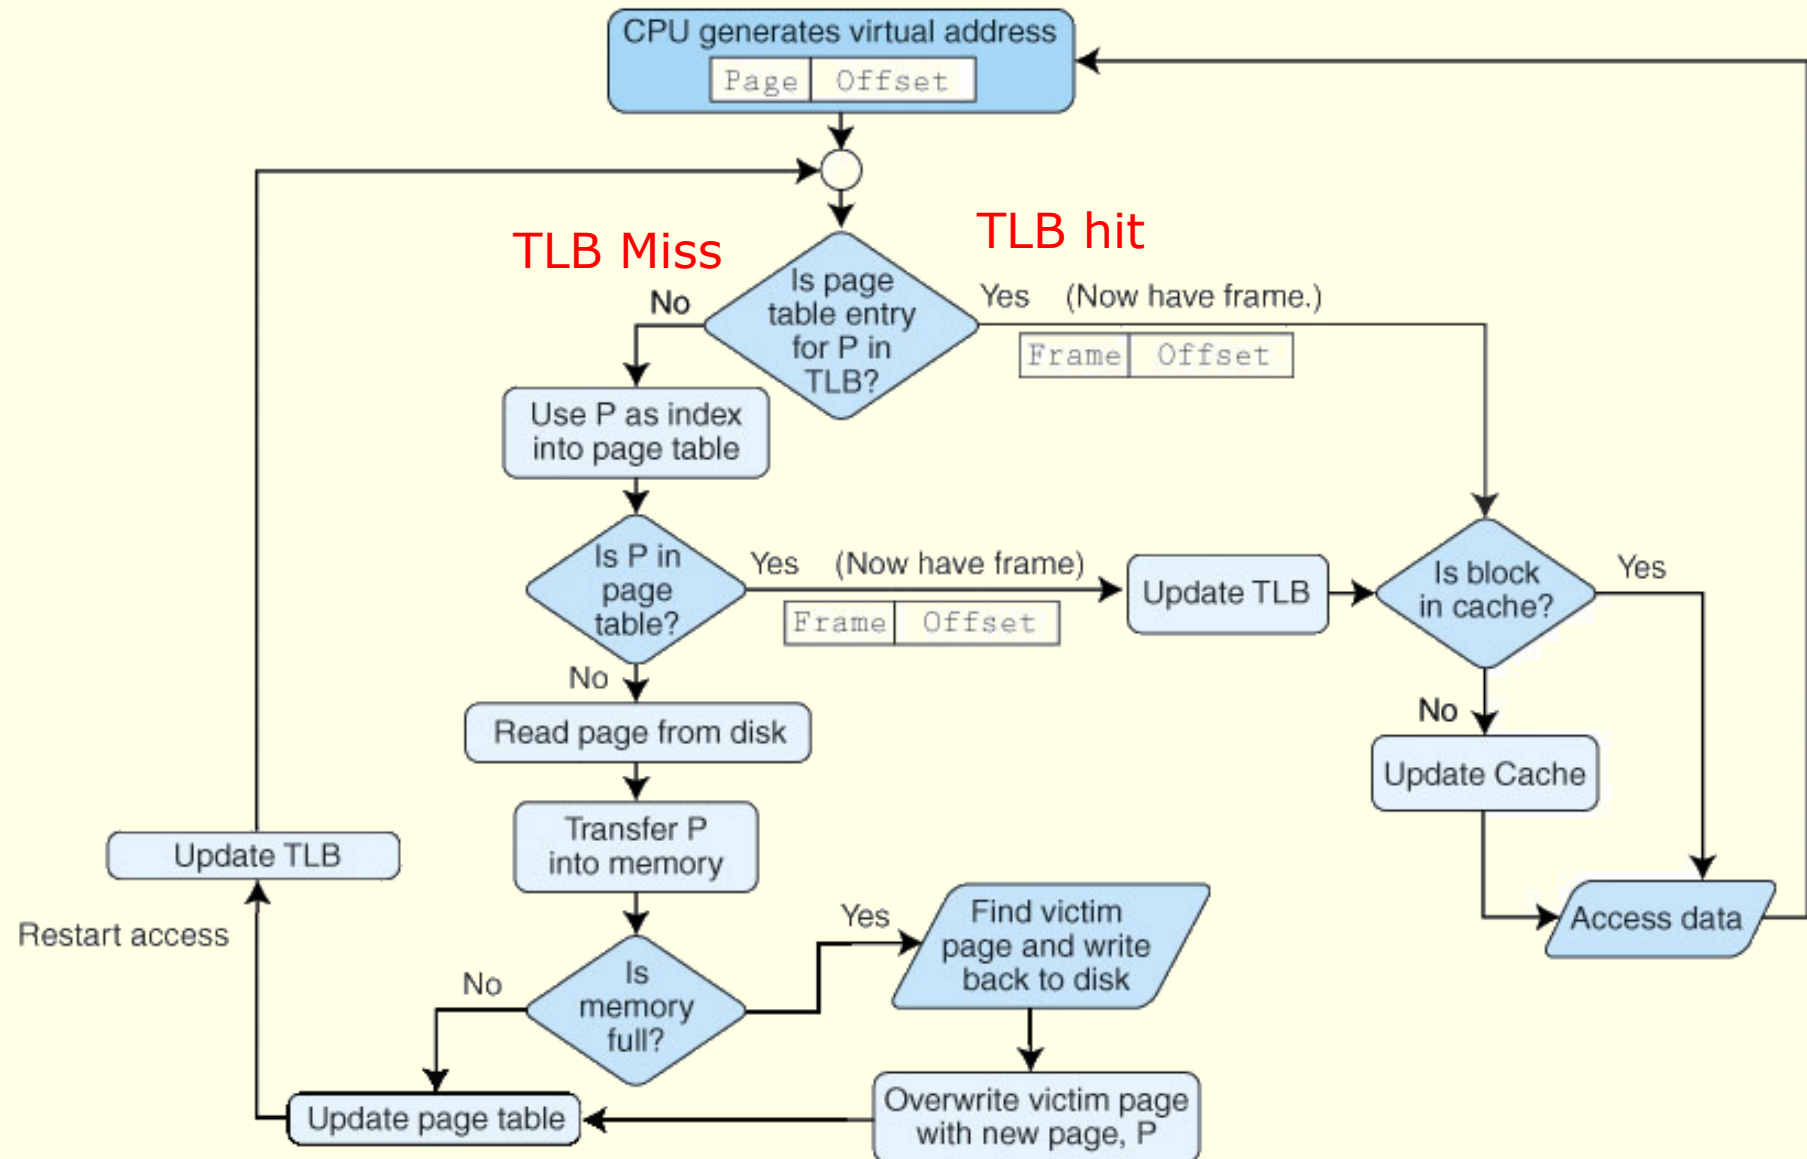 CPU generates virtual address
Page Offset
TLB Miss
TLB hit
Is page
table entry
for P in
TLB?
No
Yes (Now have frame.)
Frame Offset
Use P as index
into page table
Is P in
page
table?
Yes (Now have frame)
Frame Offset
Update TLB
Is block
in cache?
Yes
No
Read page from disk
No
Update Cache
Transfer P
into memory
Update TLB
Restart access
Is
memory
full?
No
Yes
Find victim
page and write
back to disk
Access data
Update page table
Overwrite victim page
with new page, P